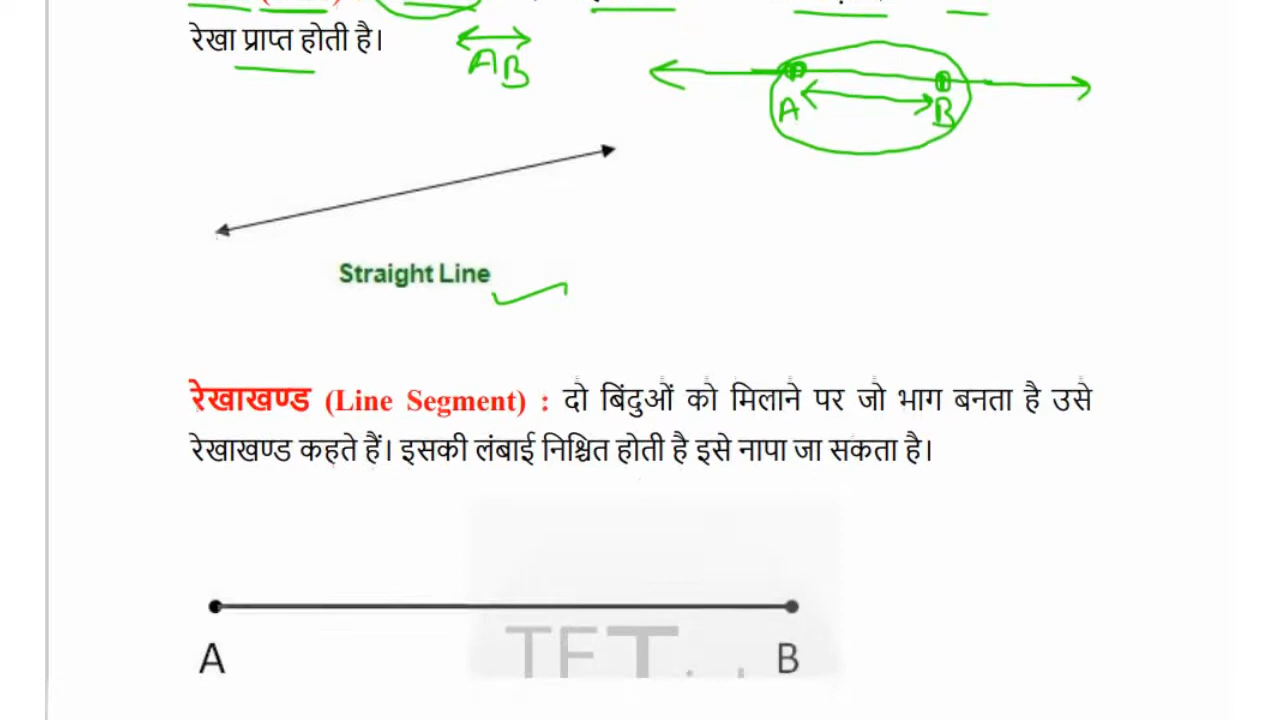 रेखा प्राप्त होती है।
AB
A B
Straight Line
रेखाखण्ड (Line Segment) : दो बिंदुओं को मिलाने पर जो भाग बनता है उसे
रेखाखण्ड कहते हैं। इसकी लंबाई निश्चित होती है इसे नापा जा सकता है।
A B